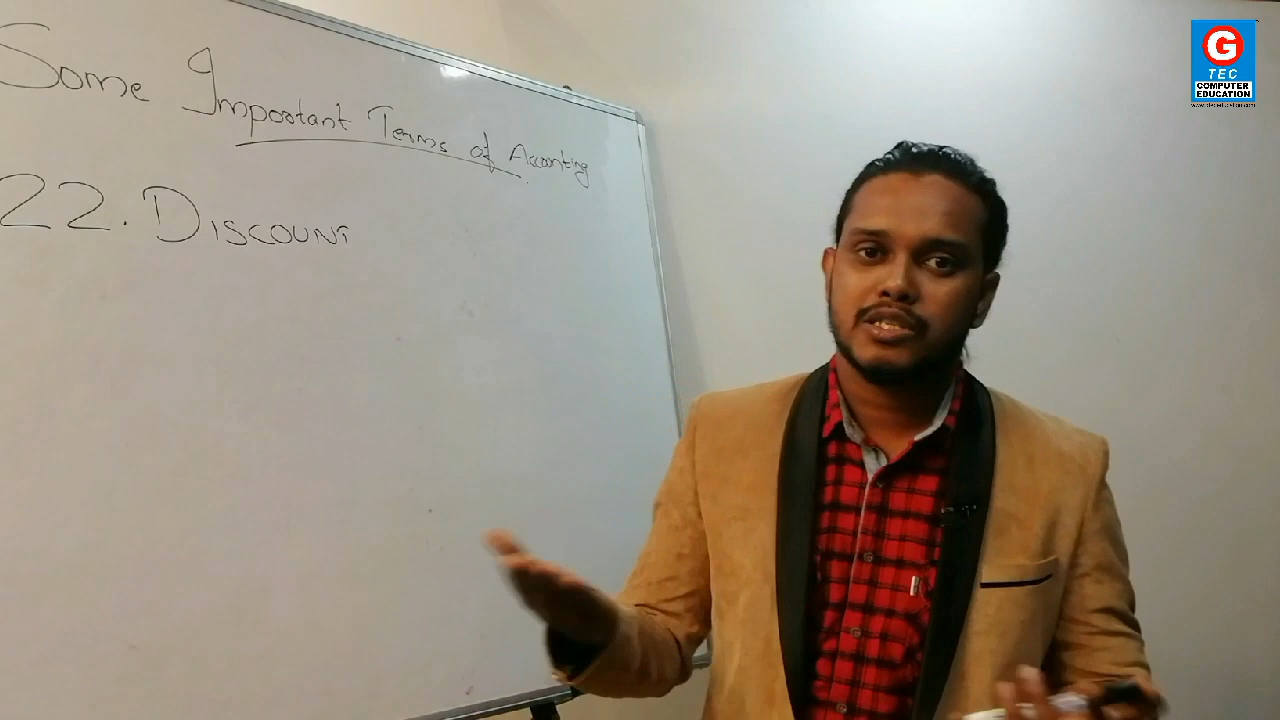 Some Important Terms of Accounting
22. Discount
G
TEC
COMPUTER
EDUCATION